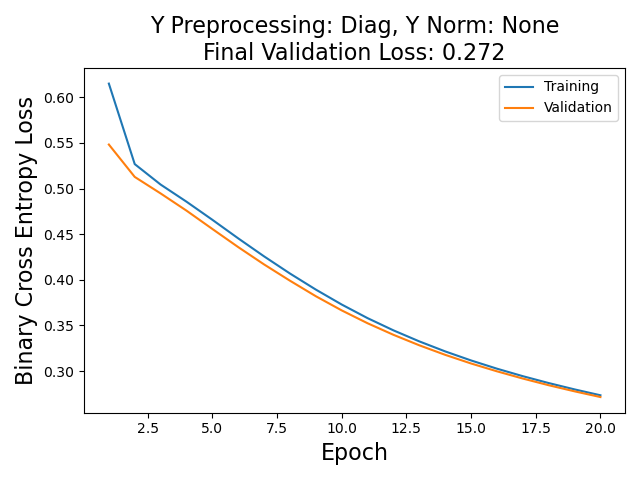 Y Preprocessing: Diag, Y Norm: None
Final Validation Loss: 0.272
Training
Validation
0.60
0.55
0.50
0.45
0.40
0.35
0.30
Binary Cross Entropy Loss
2.5 5.0 7.5 10.0 12.5 15.0 17.5 20.0
Epoch